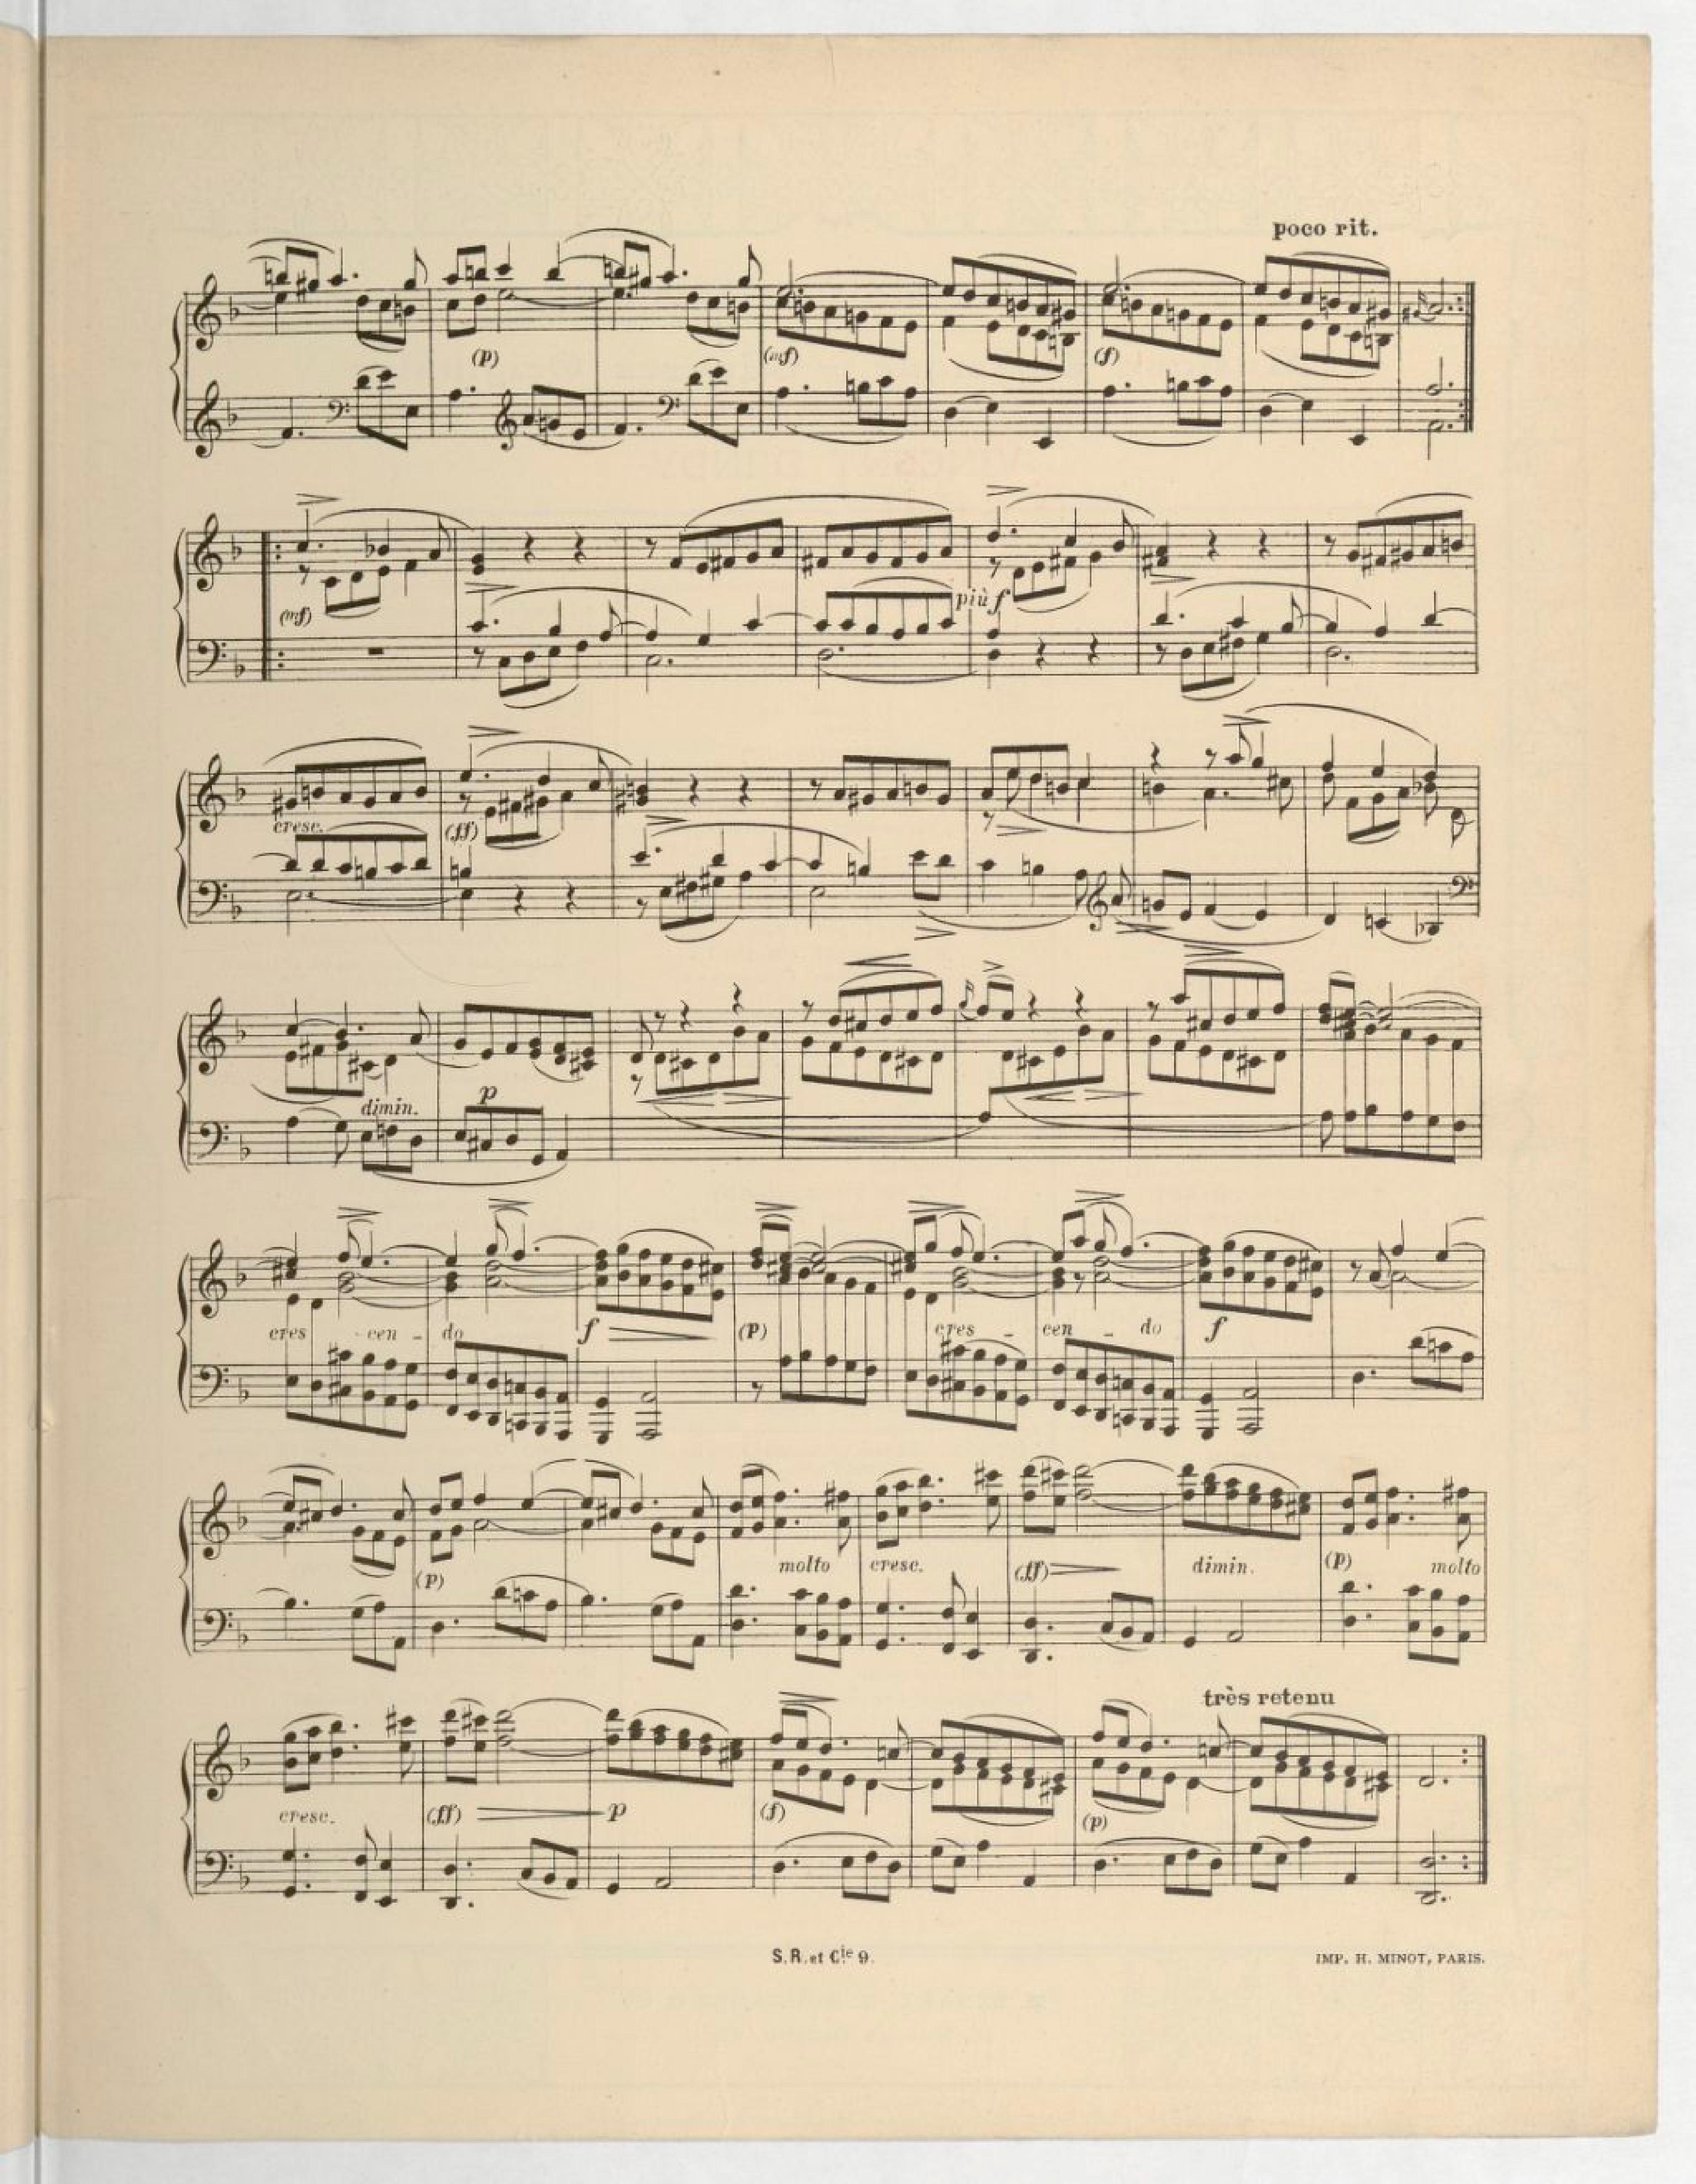 poco rit.
(p) (mf) (f)
(mf) più f
cresc. (ff)
dimin. p
cres - cen - do f (p) cres - cen - do f
(p) molto cresc. (ff) dimin. (p) molto
très retenu
cresc. (ff) p (f) (p)
S. R. et Cie 9.
IMP. H. MINOT, PARIS.